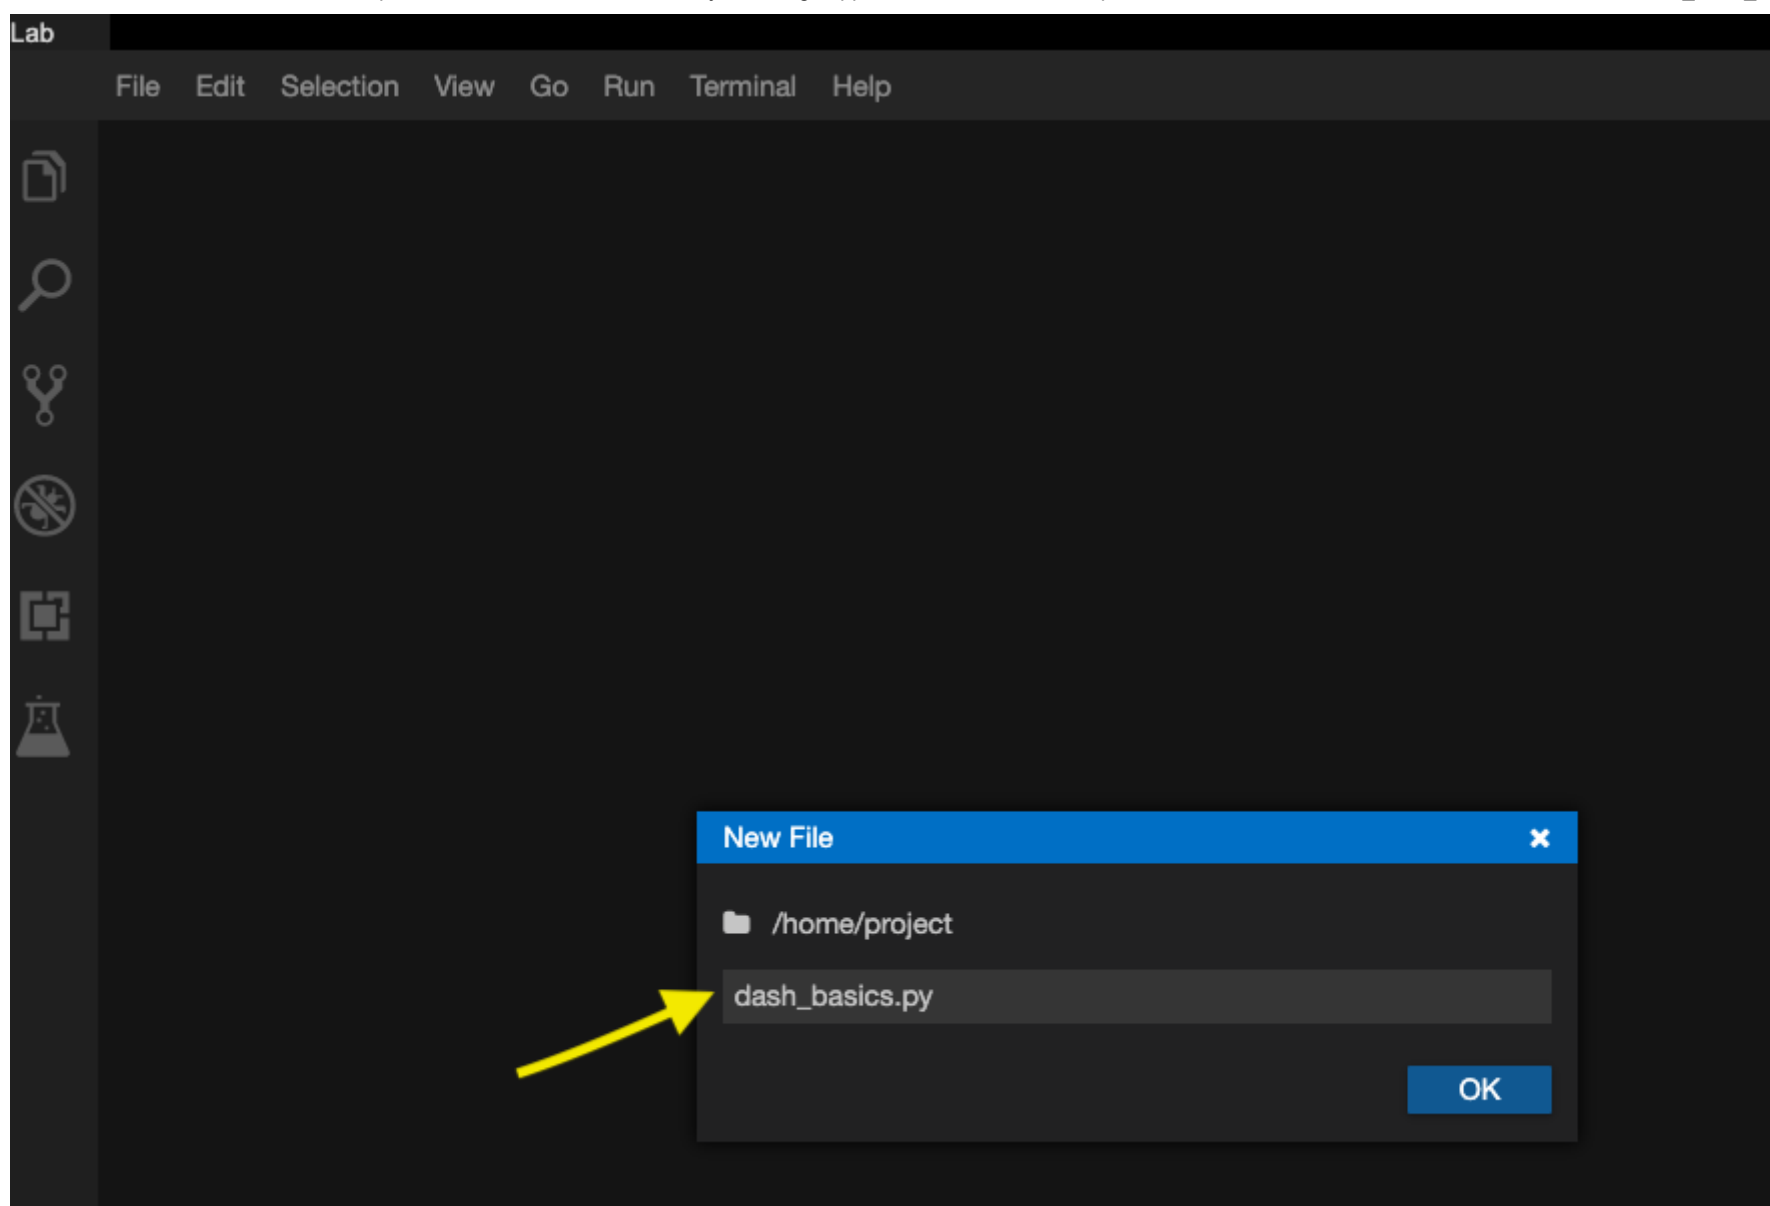 Lab
File Edit Selection View Go Run Terminal Help
New File
/home/project
dash_basics.py
OK